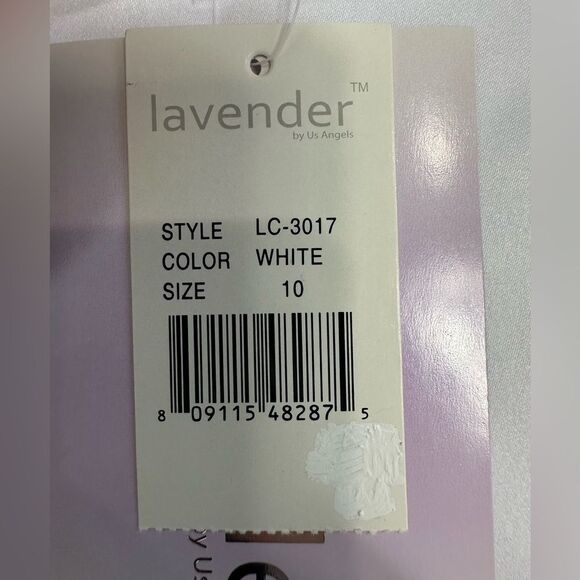 lavender™
by Us Angels
STYLE LC-3017
COLOR WHITE
SIZE 10
8 09115 48287 5